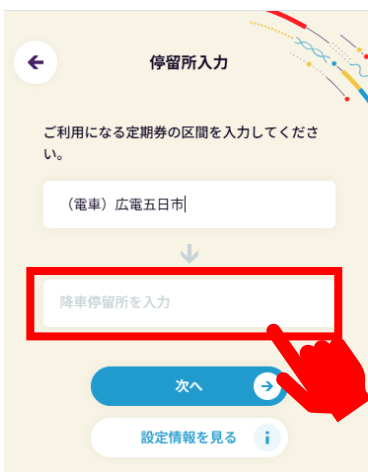 停留所入力
ご利用になる定期券の区間を入力してくださ
い。
（電車）広電五日市
降車停留所を入力
次へ
設定情報を見る i